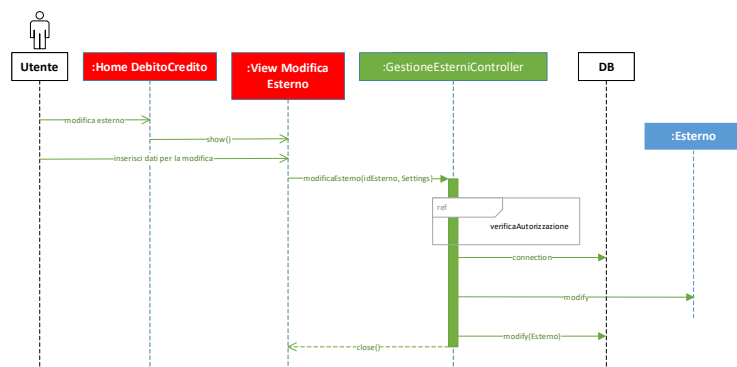 Utente
:Home DebitoCredito
:View Modifica
Esterno
:GestioneEsterniController
DB
:Esterno
modifica esterno
show()
inserisci dati per la modifica
modificaEsterno(idEsterno, Settings)
ref
verificaAutorizzazione
connection
modify
modify(Esterno)
close()